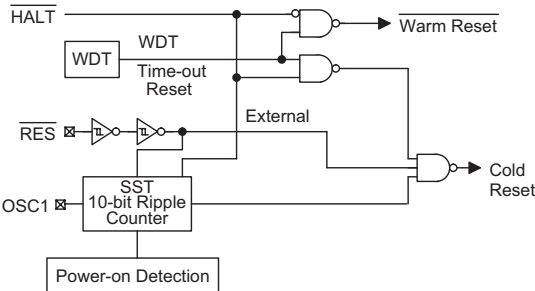 HALT
Warm Reset
WDT
WDT
Time-out
Reset
External
RES
Cold
Reset
OSC1
SST
10-bit Ripple
Counter
Power-on Detection